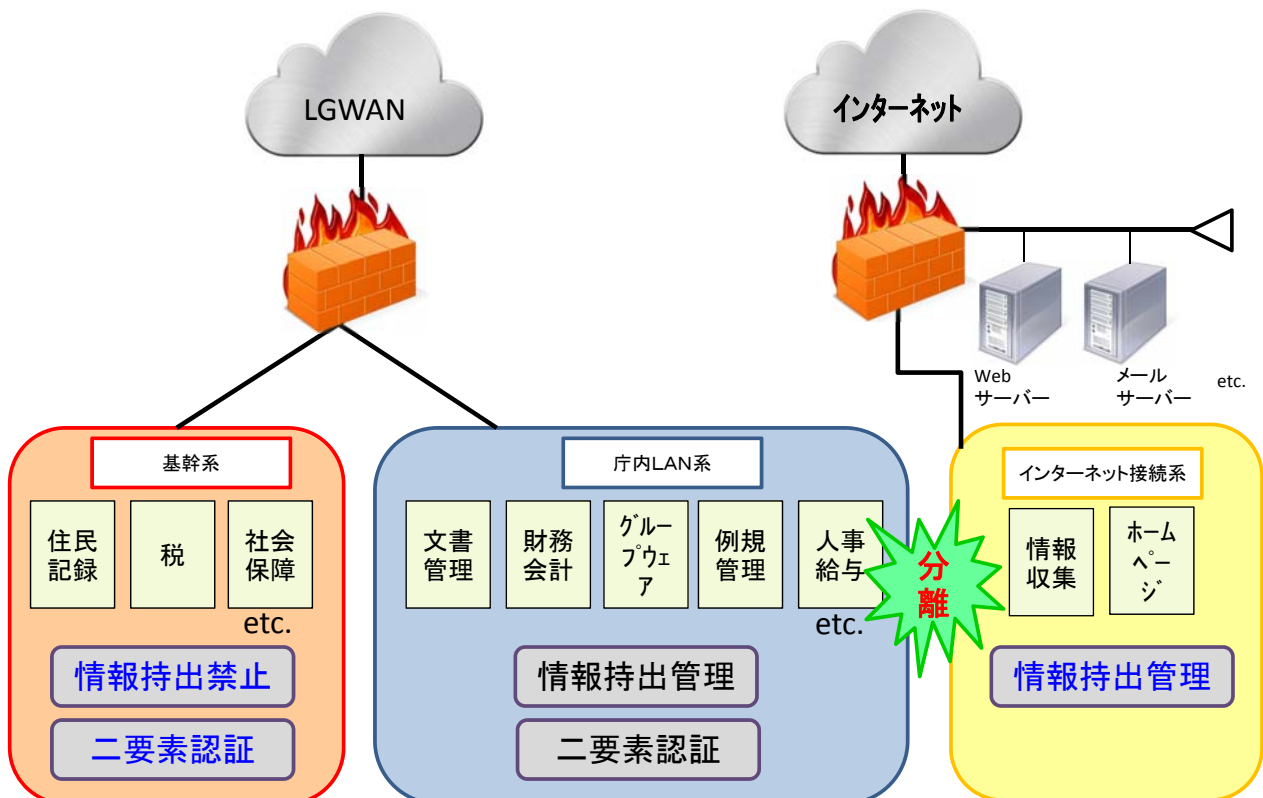 LGWAN
インターネット
Web
サーバー
メール
サーバー
etc.
基幹系
住民
記録
税
社会
保障
etc.
情報持出禁止
二要素認証
庁内LAN系
文書
管理
財務
会計
グルー
プウェ
ア
例規
管理
人事
給与
etc.
情報持出管理
二要素認証
分
離
インターネット接続系
情報
収集
ホーム
ペー
ジ
情報持出管理